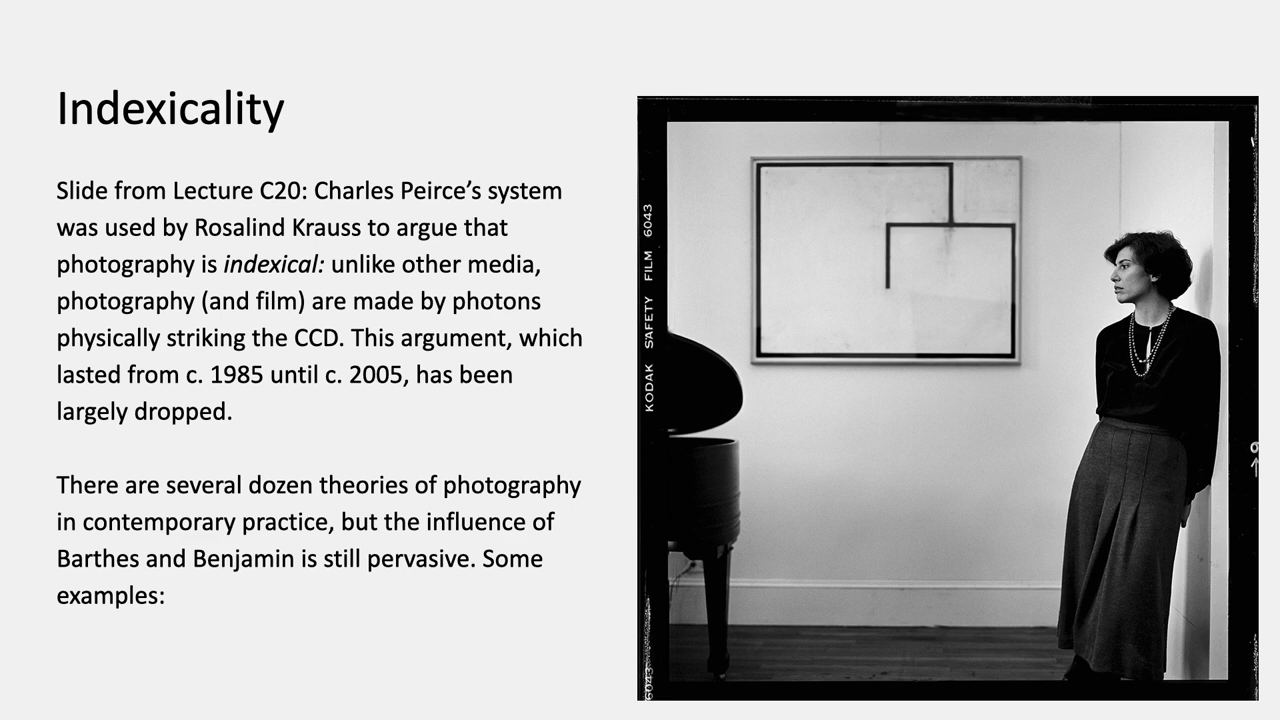 Indexicality
Slide from Lecture C20: Charles Peirce’s system
was used by Rosalind Krauss to argue that
photography is indexical: unlike other media,
photography (and film) are made by photons
physically striking the CCD. This argument, which
lasted from c. 1985 until c. 2005, has been
largely dropped.
There are several dozen theories of photography
in contemporary practice, but the influence of
Barthes and Benjamin is still pervasive. Some
examples:
KODAK SAFETY FILM 6043
6043